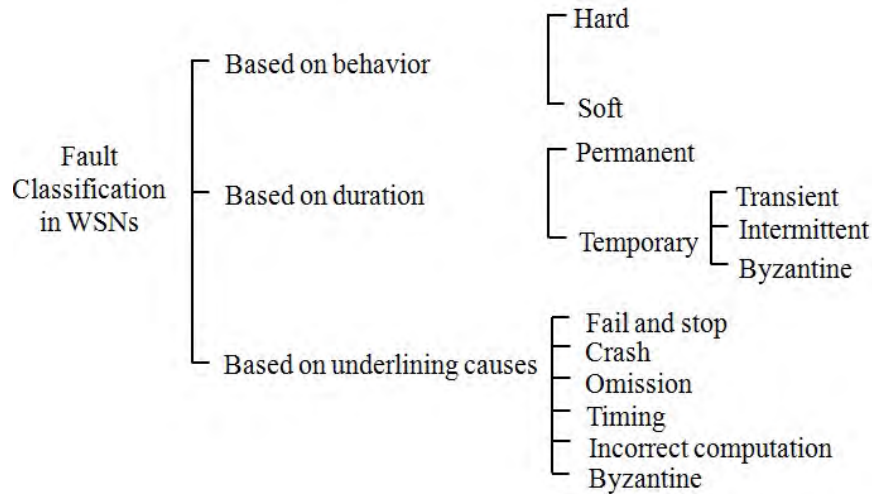 Fault
Classification
in WSNs
Based on behavior
Hard
Soft
Based on duration
Permanent
Temporary
Transient
Intermittent
Byzantine
Based on underlining causes
Fail and stop
Crash
Omission
Timing
Incorrect computation
Byzantine